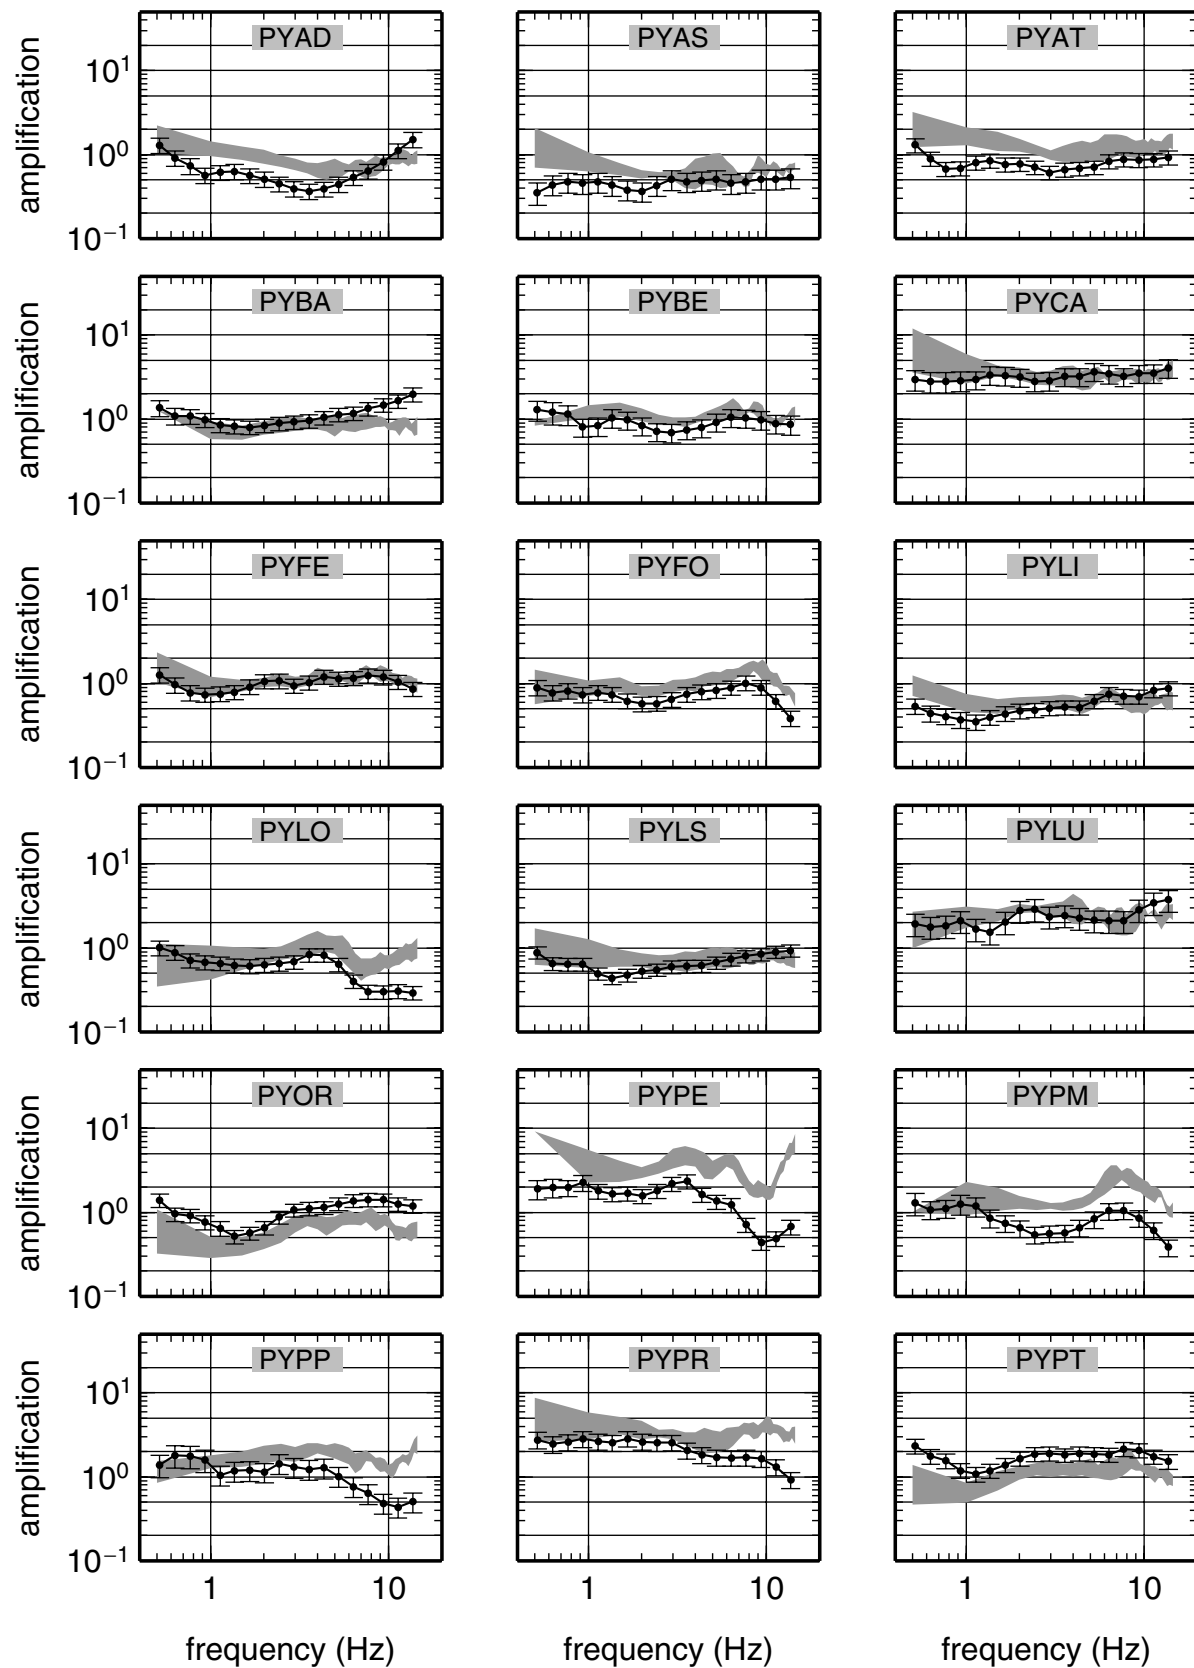 amplification
10¹
10⁰
10⁻¹
PYAD
PYAS
PYAT
amplification
10¹
10⁰
10⁻¹
PYBA
PYBE
PYCA
amplification
10¹
10⁰
10⁻¹
PYFE
PYFO
PYLI
amplification
10¹
10⁰
10⁻¹
PYLO
PYLS
PYLU
amplification
10¹
10⁰
10⁻¹
PYOR
PYPE
PYPM
amplification
10¹
10⁰
10⁻¹
PYPP
PYPR
PYPT
1 10 1 10 1 10
frequency (Hz) frequency (Hz) frequency (Hz)